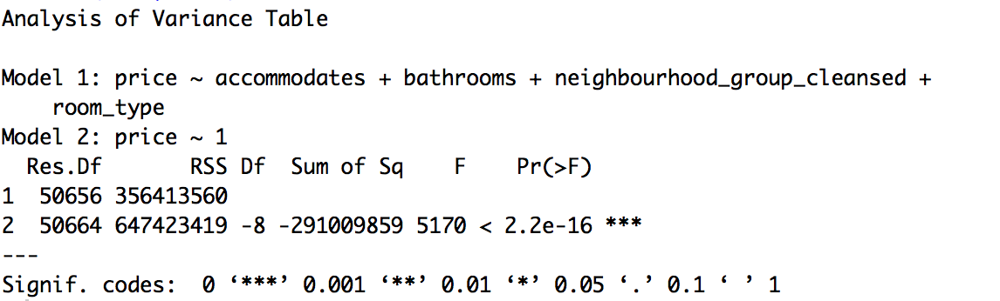 Analysis of Variance Table

Model 1: price ~ accommodates + bathrooms + neighbourhood_group_cleansed +
    room_type
Model 2: price ~ 1
  Res.Df       RSS Df  Sum of Sq    F    Pr(>F)
1  50656 356413560
2  50664 647423419 -8 -291009859 5170 < 2.2e-16 ***
---
Signif. codes:  0 ‘***’ 0.001 ‘**’ 0.01 ‘*’ 0.05 ‘.’ 0.1 ‘ ’ 1